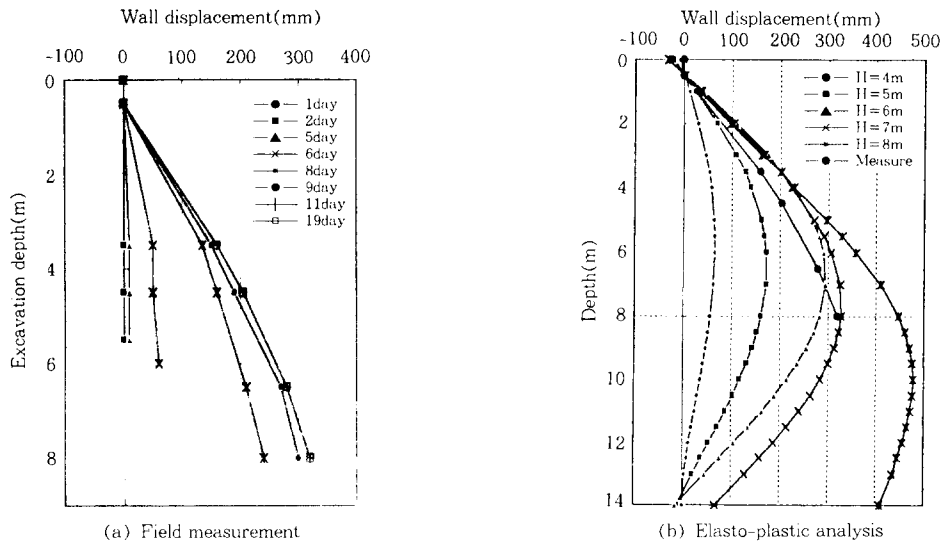 Wall displacement(mm)
-100 0 100 200 300 400
0
2
4
6
8
Excavation depth(m)
1day
2day
5day
6day
8day
9day
11day
19day
(a) Field measurement
Wall displacement(mm)
-100 0 100 200 300 400 500
0
2
4
6
8
10
12
14
Depth(m)
H=4m
H=5m
H=6m
H=7m
H=8m
Measure
(b) Elasto-plastic analysis